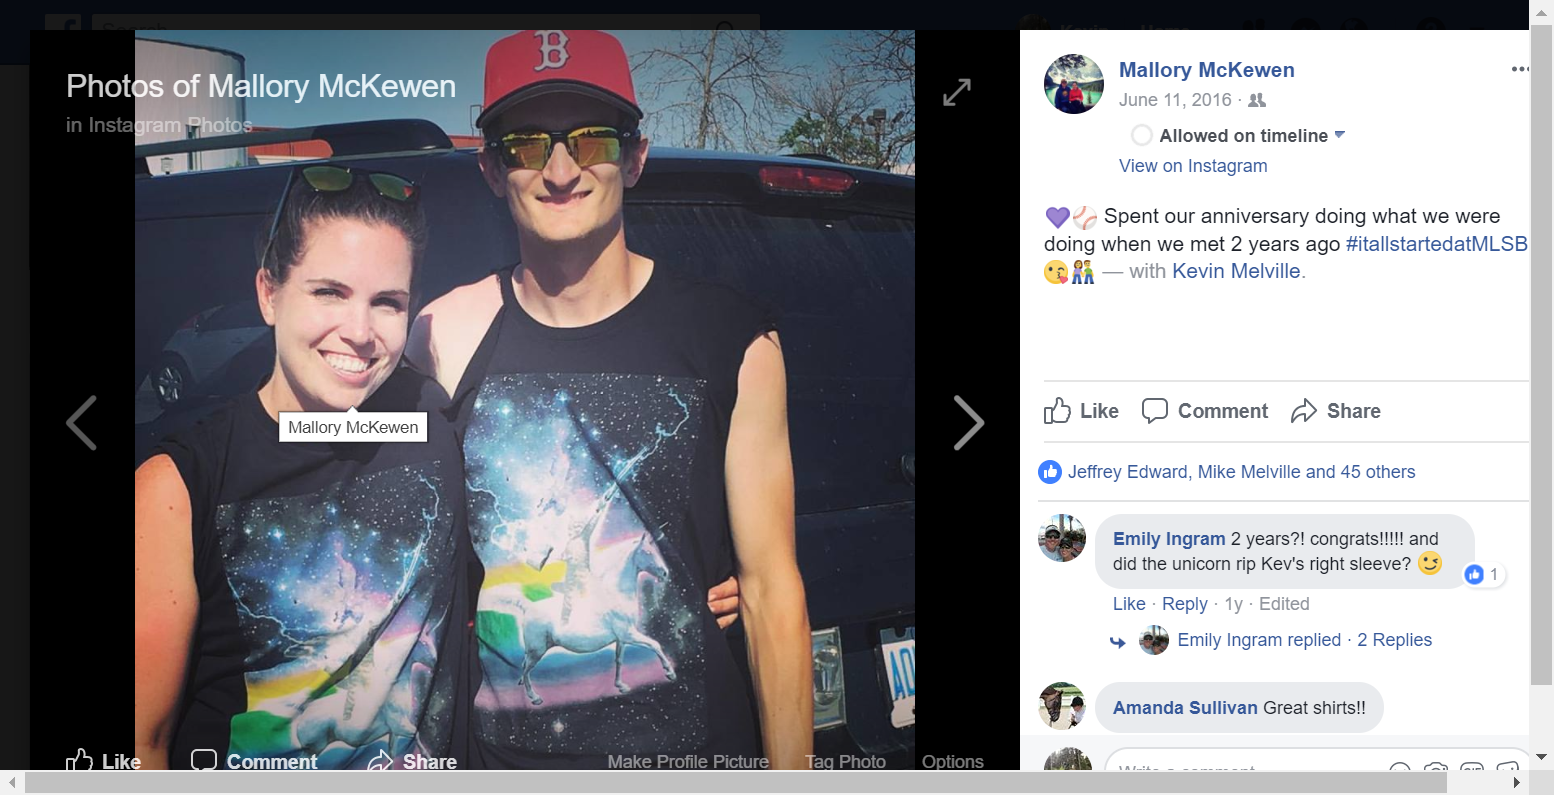 Photos of Mallory McKewen
in Instagram Photos
B
Mallory McKewen
Like
Comment
Share
Make Profile Picture
Tag Photo
Options
Mallory McKewen
June 11, 2016 ·
Allowed on timeline
View on Instagram
💜⚾ Spent our anniversary doing what we were
doing when we met 2 years ago #itallstartedatMLSB
😘👫 — with Kevin Melville.
Like
Comment
Share
Jeffrey Edward, Mike Melville and 45 others
Emily Ingram 2 years?! congrats!!!!! and
did the unicorn rip Kev's right sleeve? 😉
1
Like · Reply · 1y · Edited
Emily Ingram replied · 2 Replies
Amanda Sullivan Great shirts!!
Write a comment...